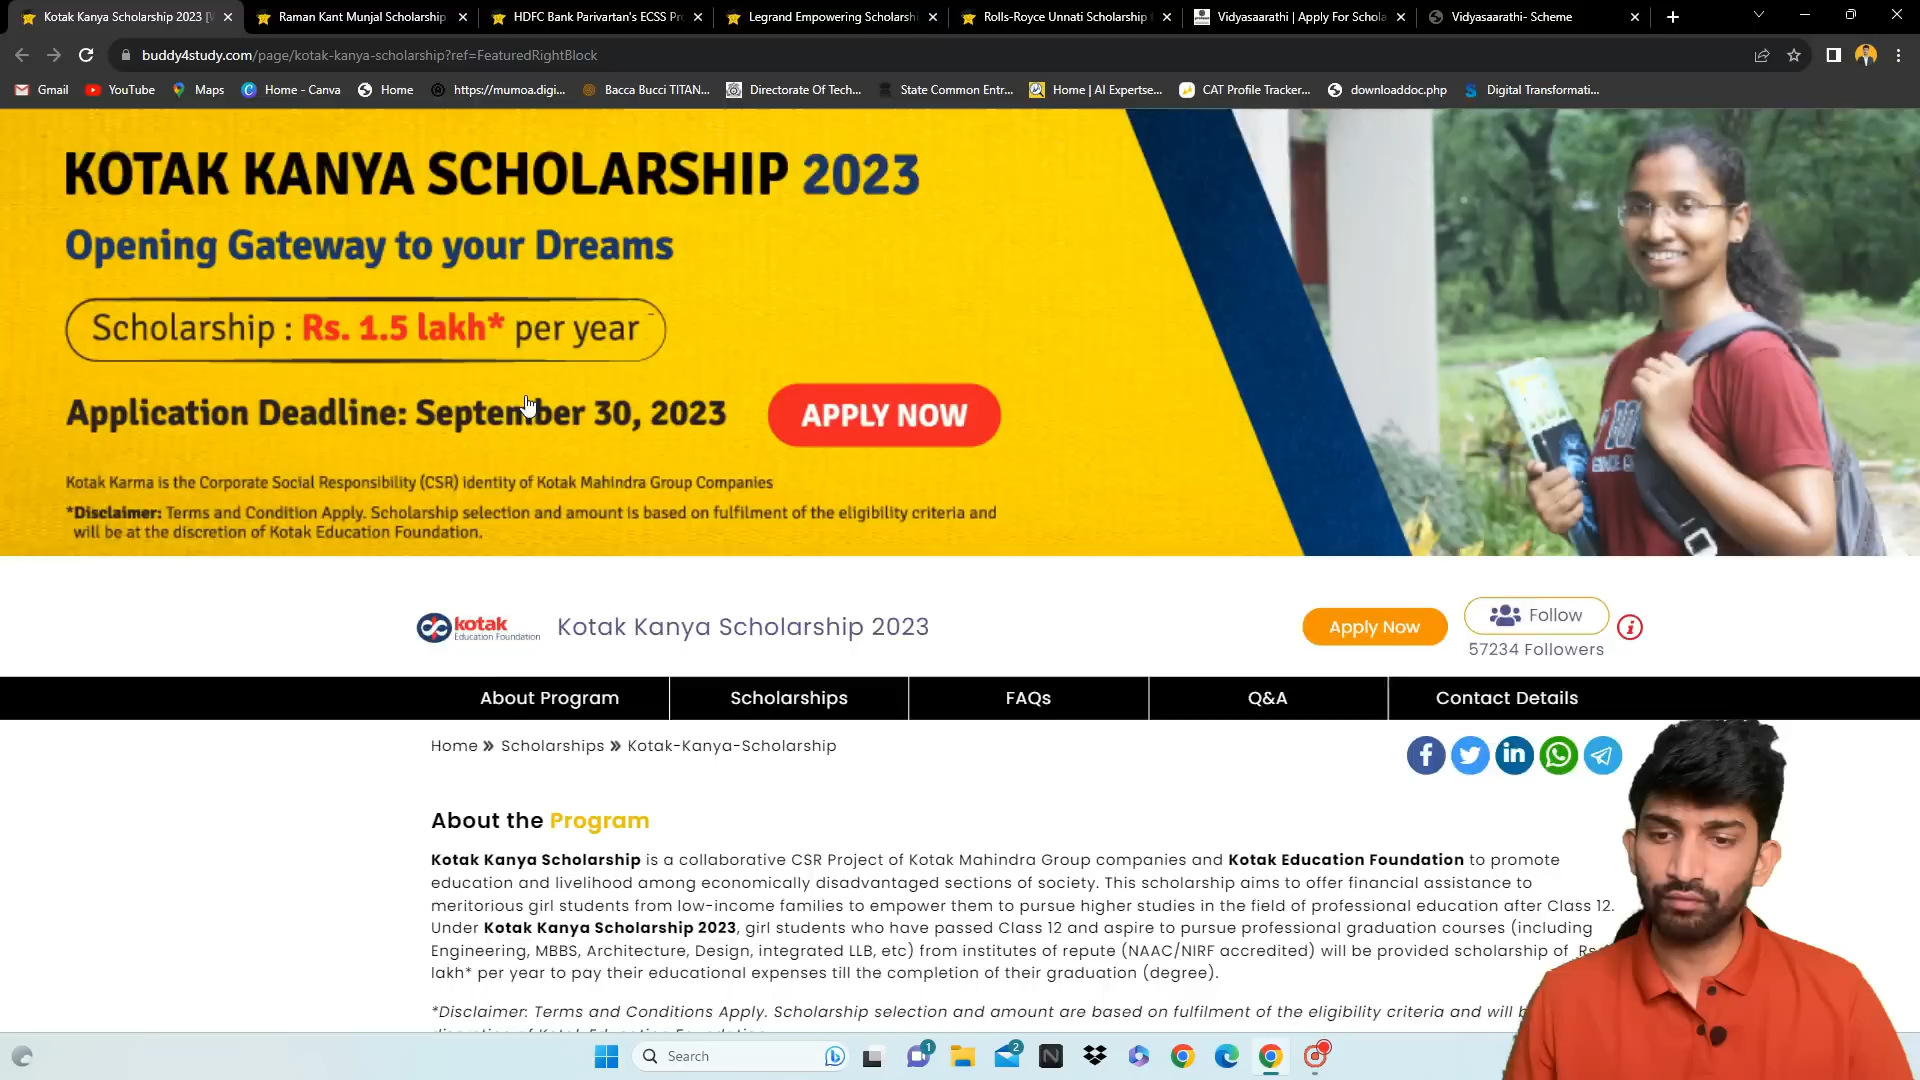 Kotak Kanya Scholarship 2023 [
Raman Kant Munjal Scholarship
HDFC Bank Parivartan's ECSS Pr
Legrand Empowering Scholarsh
Rolls-Royce Unnati Scholarship
Vidyasaarathi | Apply For Schola
Vidyasaarathi- Scheme
buddy4study.com/page/kotak-kanya-scholarship?ref=FeaturedRightBlock
Gmail
YouTube
Maps
Home - Canva
Home
https://mumoa.digi...
Bacca Bucci TITAN...
Directorate Of Tech...
State Common Entr...
Home | AI Expertse...
CAT Profile Tracker...
downloaddoc.php
Digital Transformati...
KOTAK KANYA SCHOLARSHIP 2023
Opening Gateway to your Dreams
Scholarship : Rs. 1.5 lakh* per year
Application Deadline: September 30, 2023
APPLY NOW
Kotak Karma is the Corporate Social Responsibility (CSR) identity of Kotak Mahindra Group Companies
*Disclaimer: Terms and Condition Apply. Scholarship selection and amount is based on fulfilment of the eligibility criteria and
will be at the discretion of Kotak Education Foundation.
kotak
Education Foundation
Kotak Kanya Scholarship 2023
Apply Now
Follow
57234 Followers
About Program
Scholarships
FAQs
Q&A
Contact Details
Home » Scholarships » Kotak-Kanya-Scholarship
About the Program
Kotak Kanya Scholarship is a collaborative CSR Project of Kotak Mahindra Group companies and Kotak Education Foundation to promote
education and livelihood among economically disadvantaged sections of society. This scholarship aims to offer financial assistance to
meritorious girl students from low-income families to empower them to pursue higher studies in the field of professional education after Class 12.
Under Kotak Kanya Scholarship 2023, girl students who have passed Class 12 and aspire to pursue professional graduation courses (including
Engineering, MBBS, Architecture, Design, integrated LLB, etc) from institutes of repute (NAAC/NIRF accredited) will be provided scholarship of Rs
lakh* per year to pay their educational expenses till the completion of their graduation (degree).
*Disclaimer: Terms and Conditions Apply. Scholarship selection and amount are based on fulfilment of the eligibility criteria and will b
Search
1
2